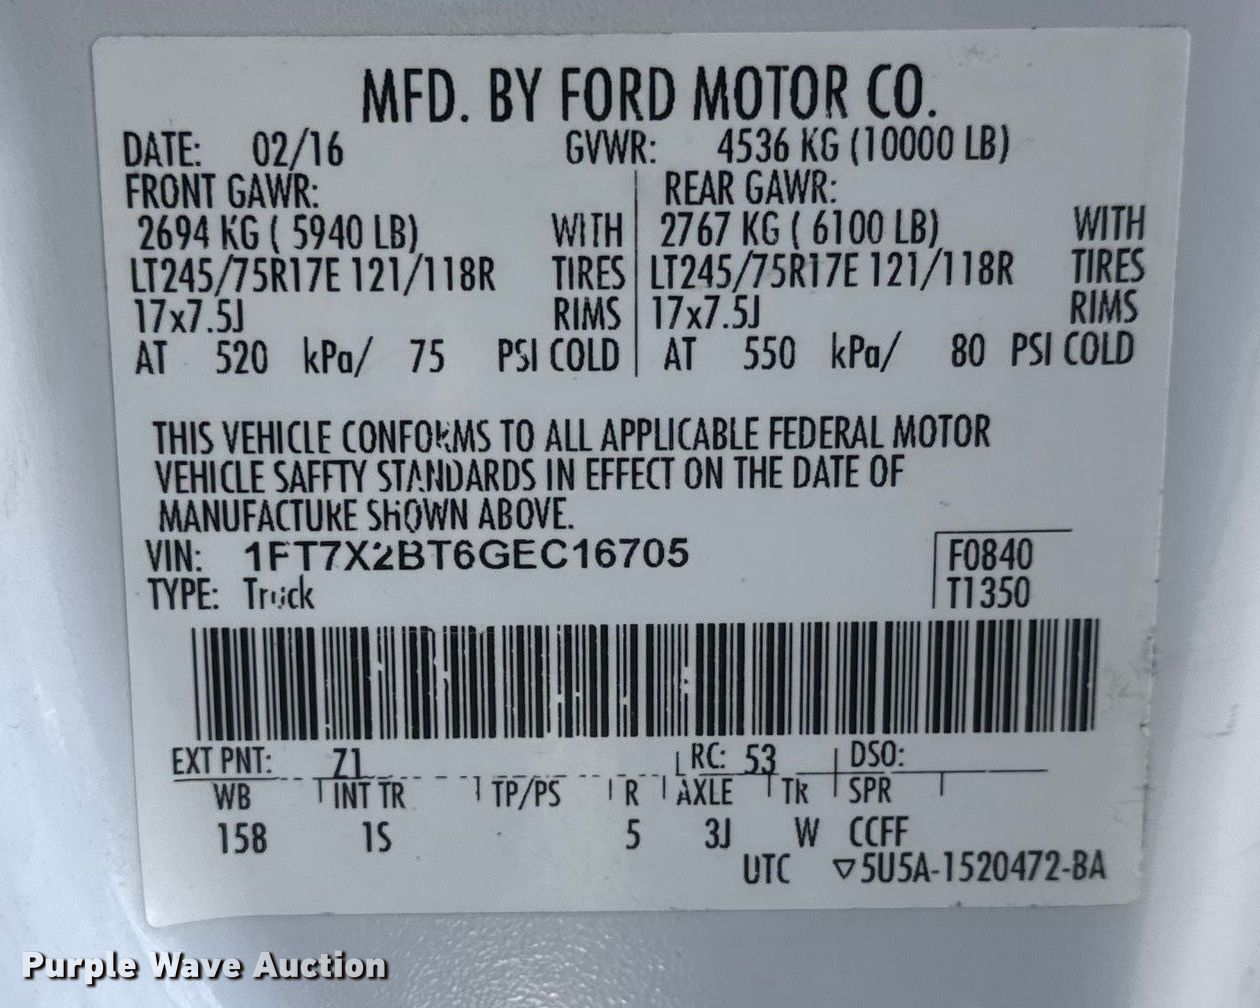 MFD. BY FORD MOTOR CO.
DATE: 02/16 GVWR: 4536 KG (10000 LB)
FRONT GAWR: REAR GAWR:
2694 KG ( 5940 LB) WITH 2767 KG ( 6100 LB) WITH
LT245/75R17E 121/118R TIRES LT245/75R17E 121/118R TIRES
17x7.5J RIMS 17x7.5J RIMS
AT 520 kPa/ 75 PSI COLD AT 550 kPa/ 80 PSI COLD
THIS VEHICLE CONFORMS TO ALL APPLICABLE FEDERAL MOTOR
VEHICLE SAFETY STANDARDS IN EFFECT ON THE DATE OF
MANUFACTURE SHOWN ABOVE.
VIN: 1FT7X2BT6GEC16705 F0840
TYPE: Truck T1350
EXT PNT: Z1 RC: 53 DSO:
WB INT TR TP/PS R AXLE TR SPR
158 1S 5 3J W CCFF
UTC ▽5U5A-1520472-BA
Purple Wave Auction